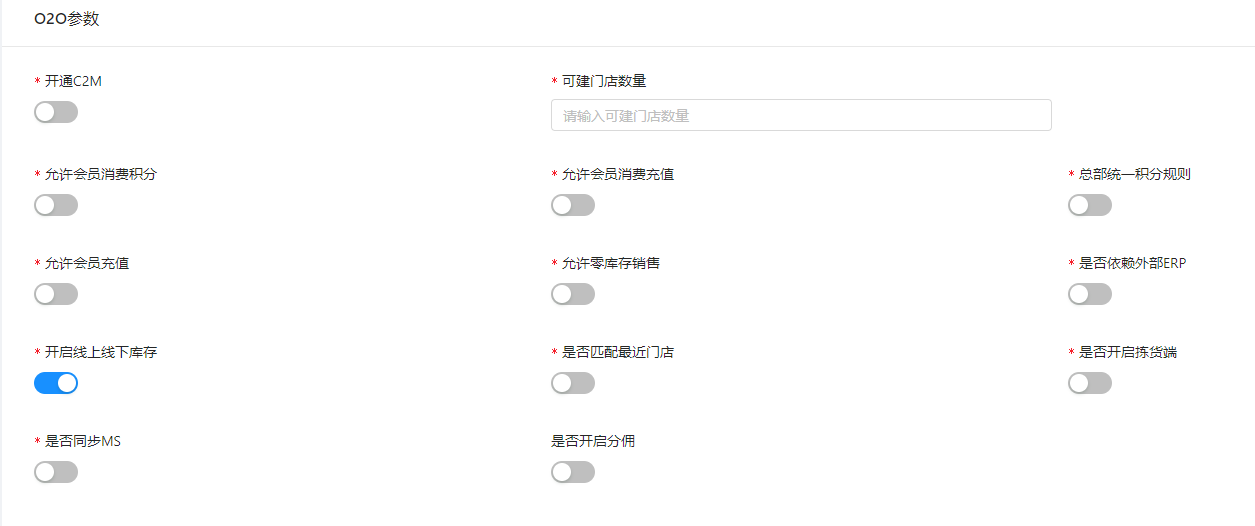 O2O参数
* 开通C2M
* 可建门店数量
请输入可建门店数量
* 允许会员消费积分
* 允许会员消费充值
* 总部统一积分规则
* 允许会员充值
* 允许零库存销售
* 是否依赖外部ERP
* 开启线上线下库存
* 是否匹配最近门店
* 是否开启拣货端
* 是否同步MS
是否开启分佣